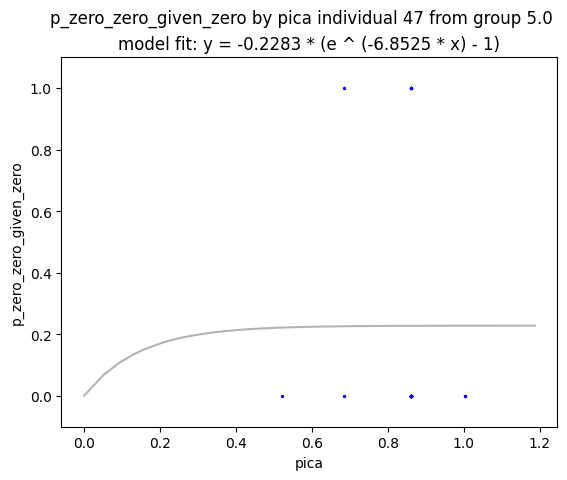 p_zero_zero_given_zero by pica individual 47 from group 5.0
model fit: y = -0.2283 * (e ^ (-6.8525 * x) - 1)
1.0
0.8
0.6
0.4
0.2
0.0
p_zero_zero_given_zero
0.0 0.2 0.4 0.6 0.8 1.0 1.2
pica